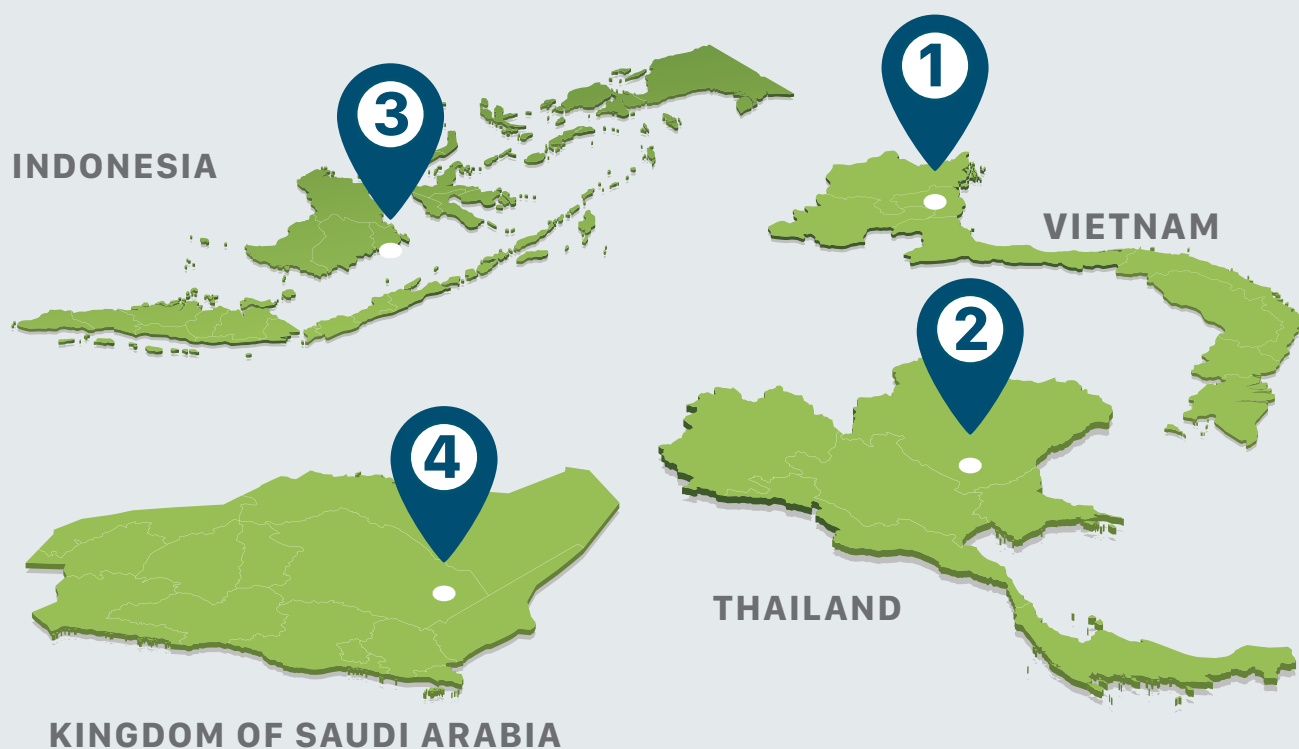 1
3
INDONESIA
VIETNAM
2
4
THAILAND
KINGDOM OF SAUDI ARABIA